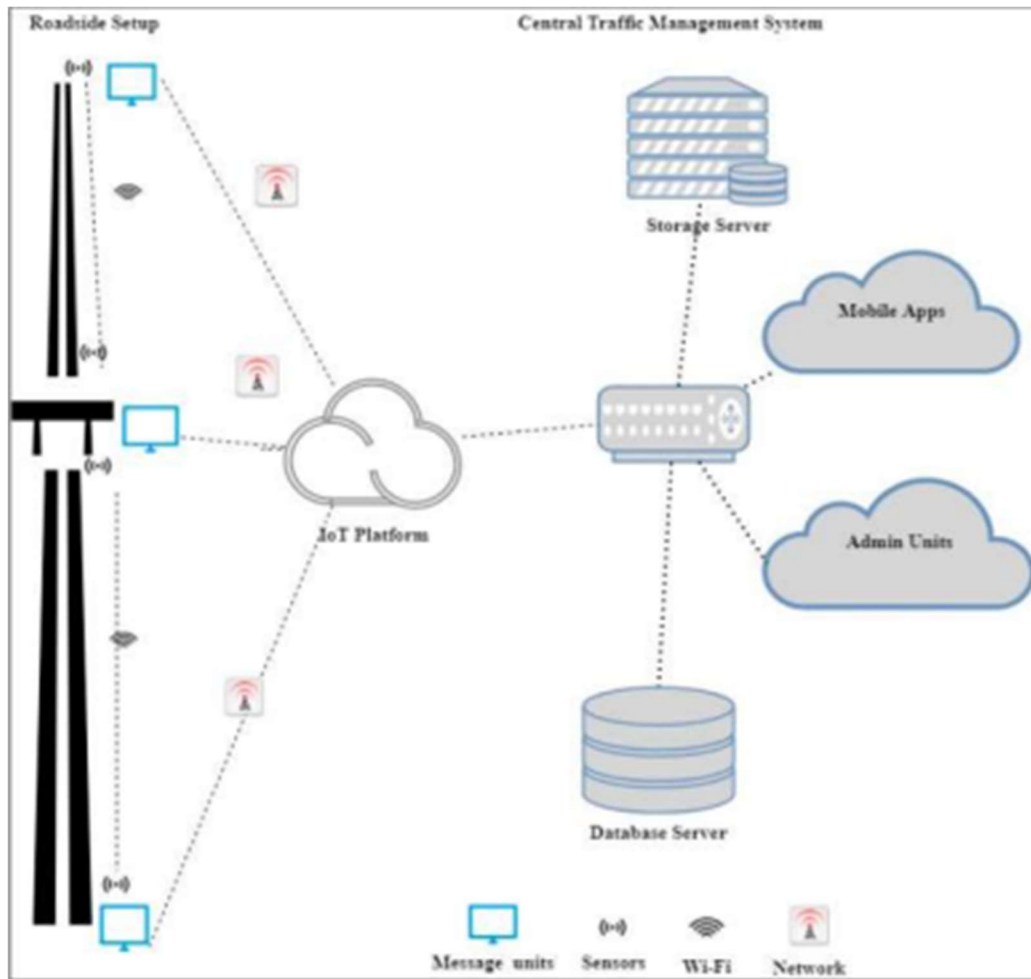 Roadside Setup
Central Traffic Management System
Storage Server
Mobile Apps
IoT Platform
Admin Units
Database Server
Message units
Sensors
Wi-Fi
Network